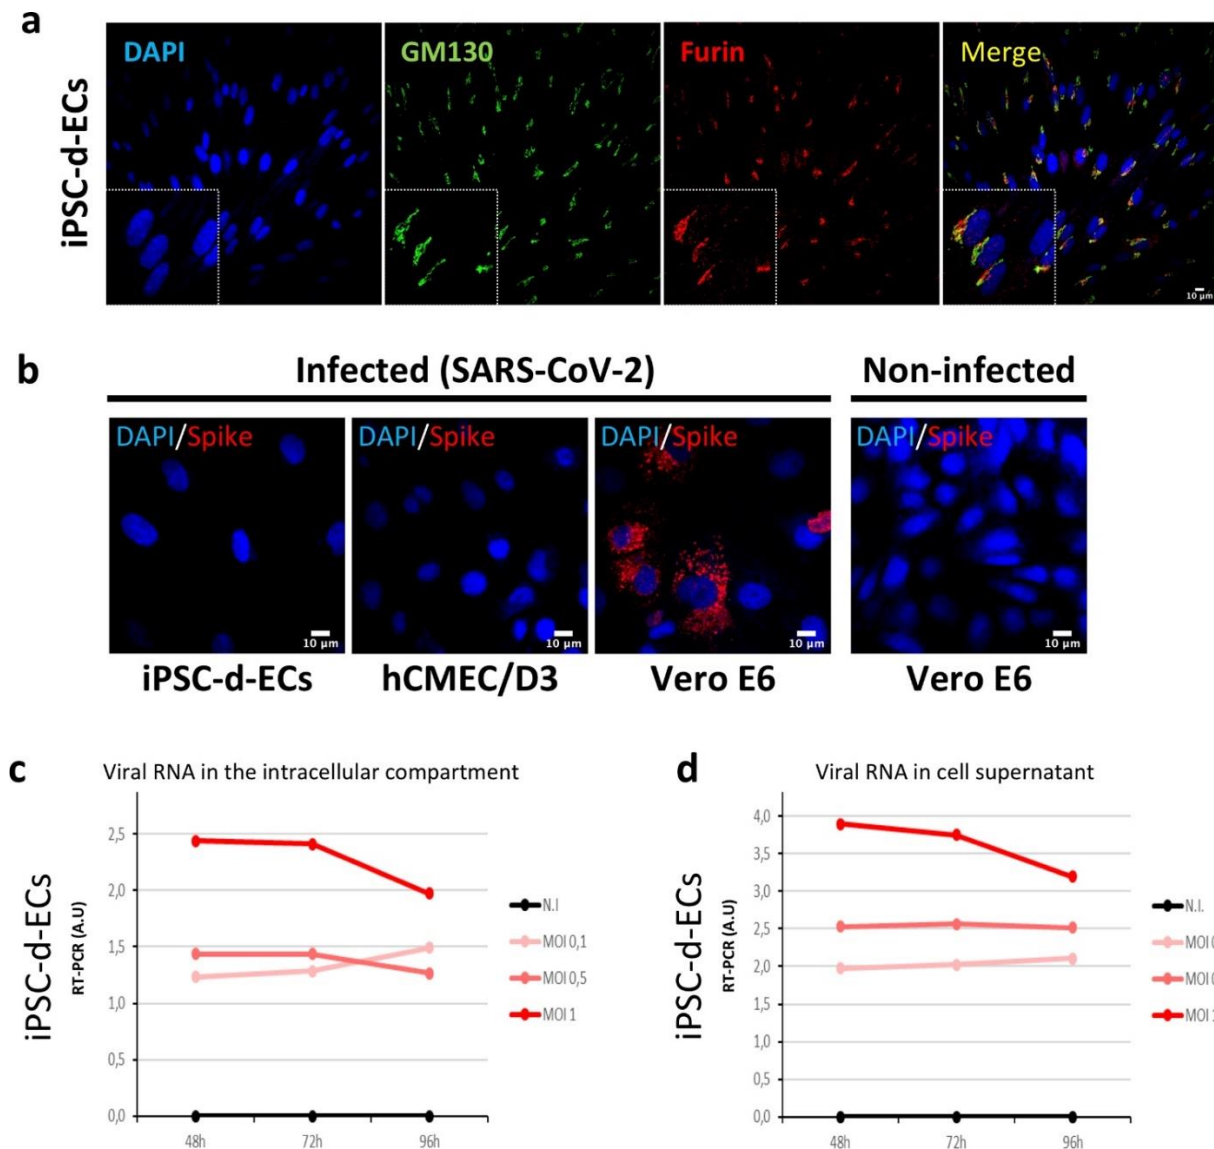 a
iPSC-d-ECs
DAPI
GM130
Furin
Merge
10 µm
b
Infected (SARS-CoV-2)
Non-infected
DAPI/Spike
DAPI/Spike
DAPI/Spike
DAPI/Spike
10 µm
10 µm
10 µm
10 µm
iPSC-d-ECs
hCMEC/D3
Vero E6
Vero E6
c
Viral RNA in the intracellular compartment
iPSC-d-ECs
RT-PCR (A.U)
2,5
2,0
1,5
1,0
0,5
0,0
48h
72h
96h
N.I
MOI 0,1
MOI 0,5
MOI 1
d
Viral RNA in cell supernatant
iPSC-d-ECs
RT-PCR (A.U)
4,0
3,5
3,0
2,5
2,0
1,5
1,0
0,5
0,0
48h
72h
96h
N.I.
MOI 0
MOI 0
MOI